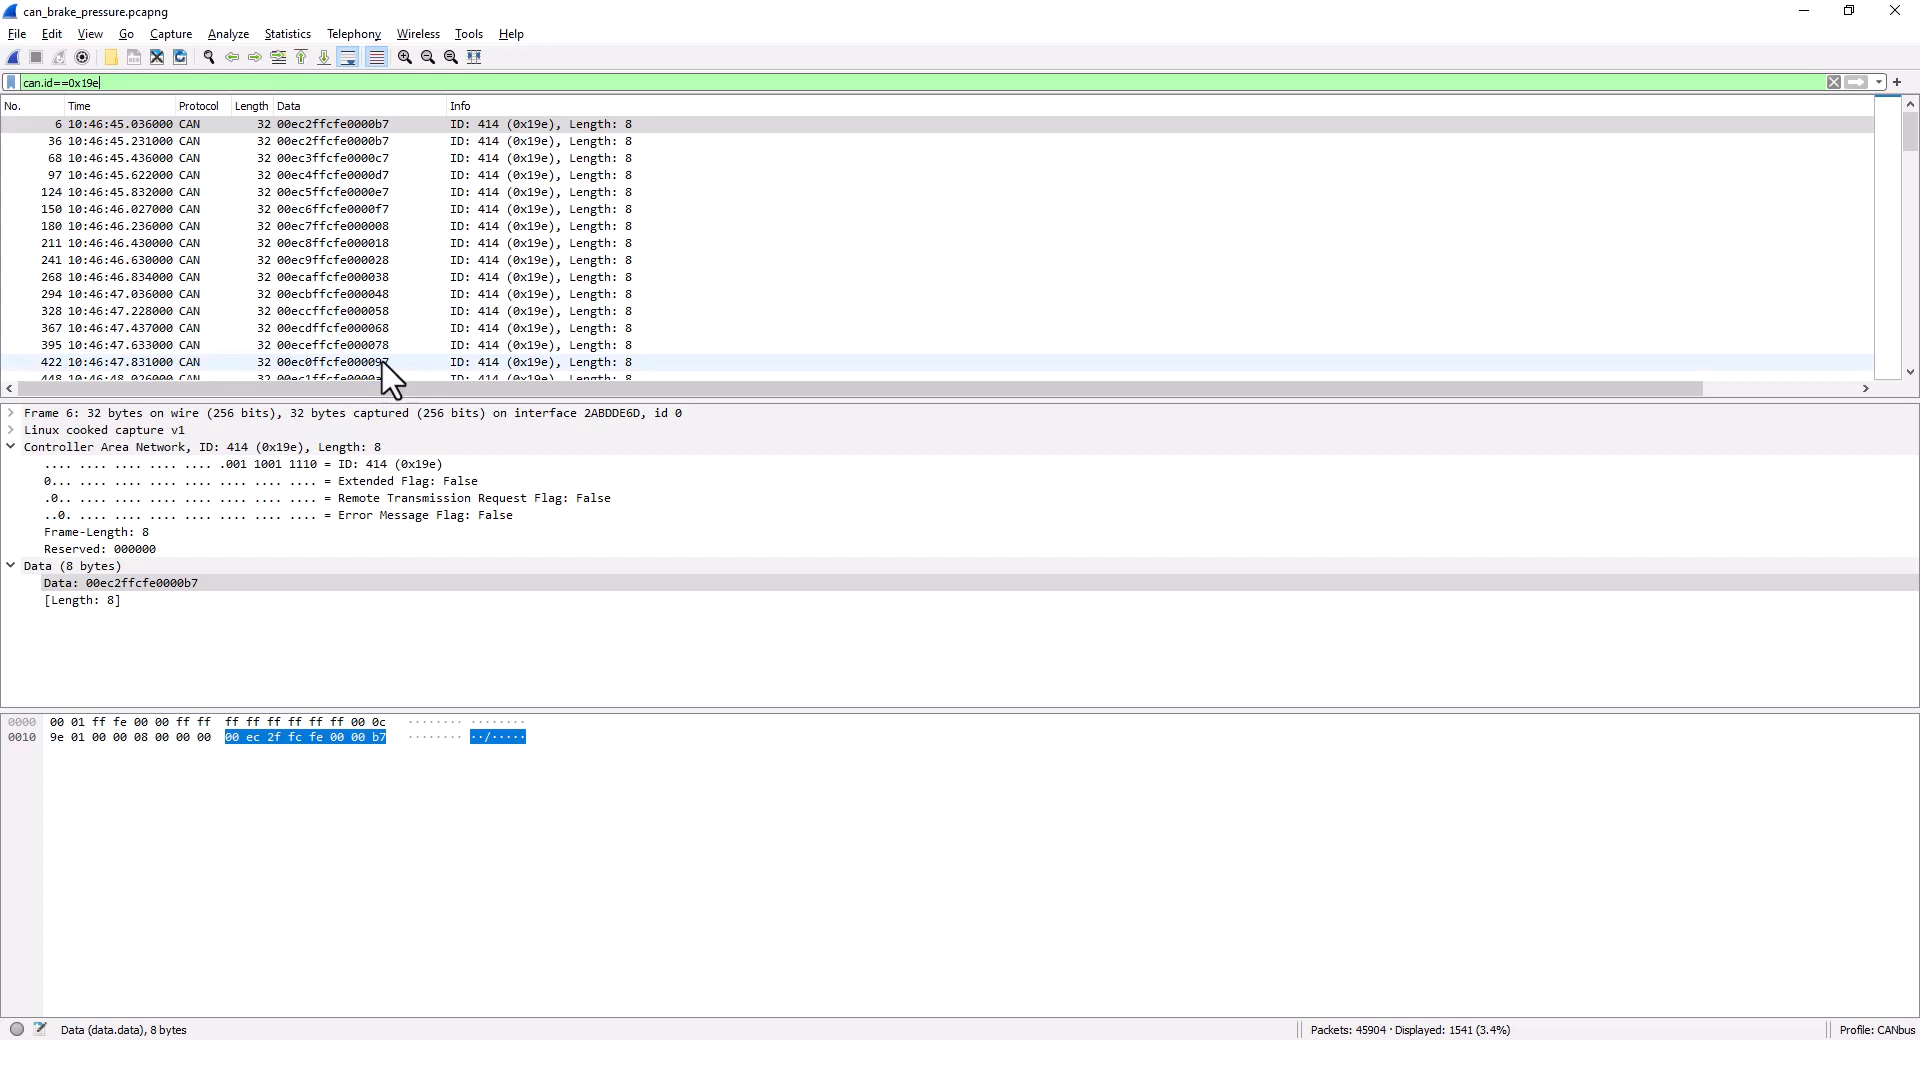 can_brake_pressure.pcapng
File Edit View Go Capture Analyze Statistics Telephony Wireless Tools Help
can.id==0x19e
No. Time Protocol Length Data Info
6 10:46:45.036000 CAN 32 00ec2ffcfe0000b7 ID: 414 (0x19e), Length: 8
36 10:46:45.231000 CAN 32 00ec2ffcfe0000b7 ID: 414 (0x19e), Length: 8
68 10:46:45.436000 CAN 32 00ec3ffcfe0000c7 ID: 414 (0x19e), Length: 8
97 10:46:45.622000 CAN 32 00ec4ffcfe0000d7 ID: 414 (0x19e), Length: 8
124 10:46:45.832000 CAN 32 00ec5ffcfe0000e7 ID: 414 (0x19e), Length: 8
150 10:46:46.027000 CAN 32 00ec6ffcfe0000f7 ID: 414 (0x19e), Length: 8
180 10:46:46.236000 CAN 32 00ec7ffcfe000008 ID: 414 (0x19e), Length: 8
211 10:46:46.430000 CAN 32 00ec8ffcfe000018 ID: 414 (0x19e), Length: 8
241 10:46:46.630000 CAN 32 00ec9ffcfe000028 ID: 414 (0x19e), Length: 8
268 10:46:46.834000 CAN 32 00ecaffcfe000038 ID: 414 (0x19e), Length: 8
294 10:46:47.036000 CAN 32 00ecbffcfe000048 ID: 414 (0x19e), Length: 8
328 10:46:47.228000 CAN 32 00eccffcfe000058 ID: 414 (0x19e), Length: 8
367 10:46:47.437000 CAN 32 00ecdffcfe000068 ID: 414 (0x19e), Length: 8
395 10:46:47.633000 CAN 32 00eceffcfe000078 ID: 414 (0x19e), Length: 8
422 10:46:47.831000 CAN 32 00ec0ffcfe000097 ID: 414 (0x19e), Length: 8
448 10:46:48.026000 CAN 32 ID: 414 (0x19e), Length: 8
Frame 6: 32 bytes on wire (256 bits), 32 bytes captured (256 bits) on interface 2ABDDE6D, id 0
Linux cooked capture v1
Controller Area Network, ID: 414 (0x19e), Length: 8
.... .... .... .... .... .001 1001 1110 = ID: 414 (0x19e)
0... .... .... .... .... .... .... .... = Extended Flag: False
.0.. .... .... .... .... .... .... .... = Remote Transmission Request Flag: False
..0. .... .... .... .... .... .... .... = Error Message Flag: False
Frame-Length: 8
Reserved: 000000
Data (8 bytes)
Data: 00ec2ffcfe0000b7
[Length: 8]
0000 00 01 ff fe 00 00 ff ff ff ff ff ff ff ff 00 0c ········ ········
0010 9e 01 00 00 08 00 00 00 00 ec 2f fc fe 00 00 b7 ········ ··/·····
Data (data.data), 8 bytes
Packets: 45904 · Displayed: 1541 (3.4%)
Profile: CANbus